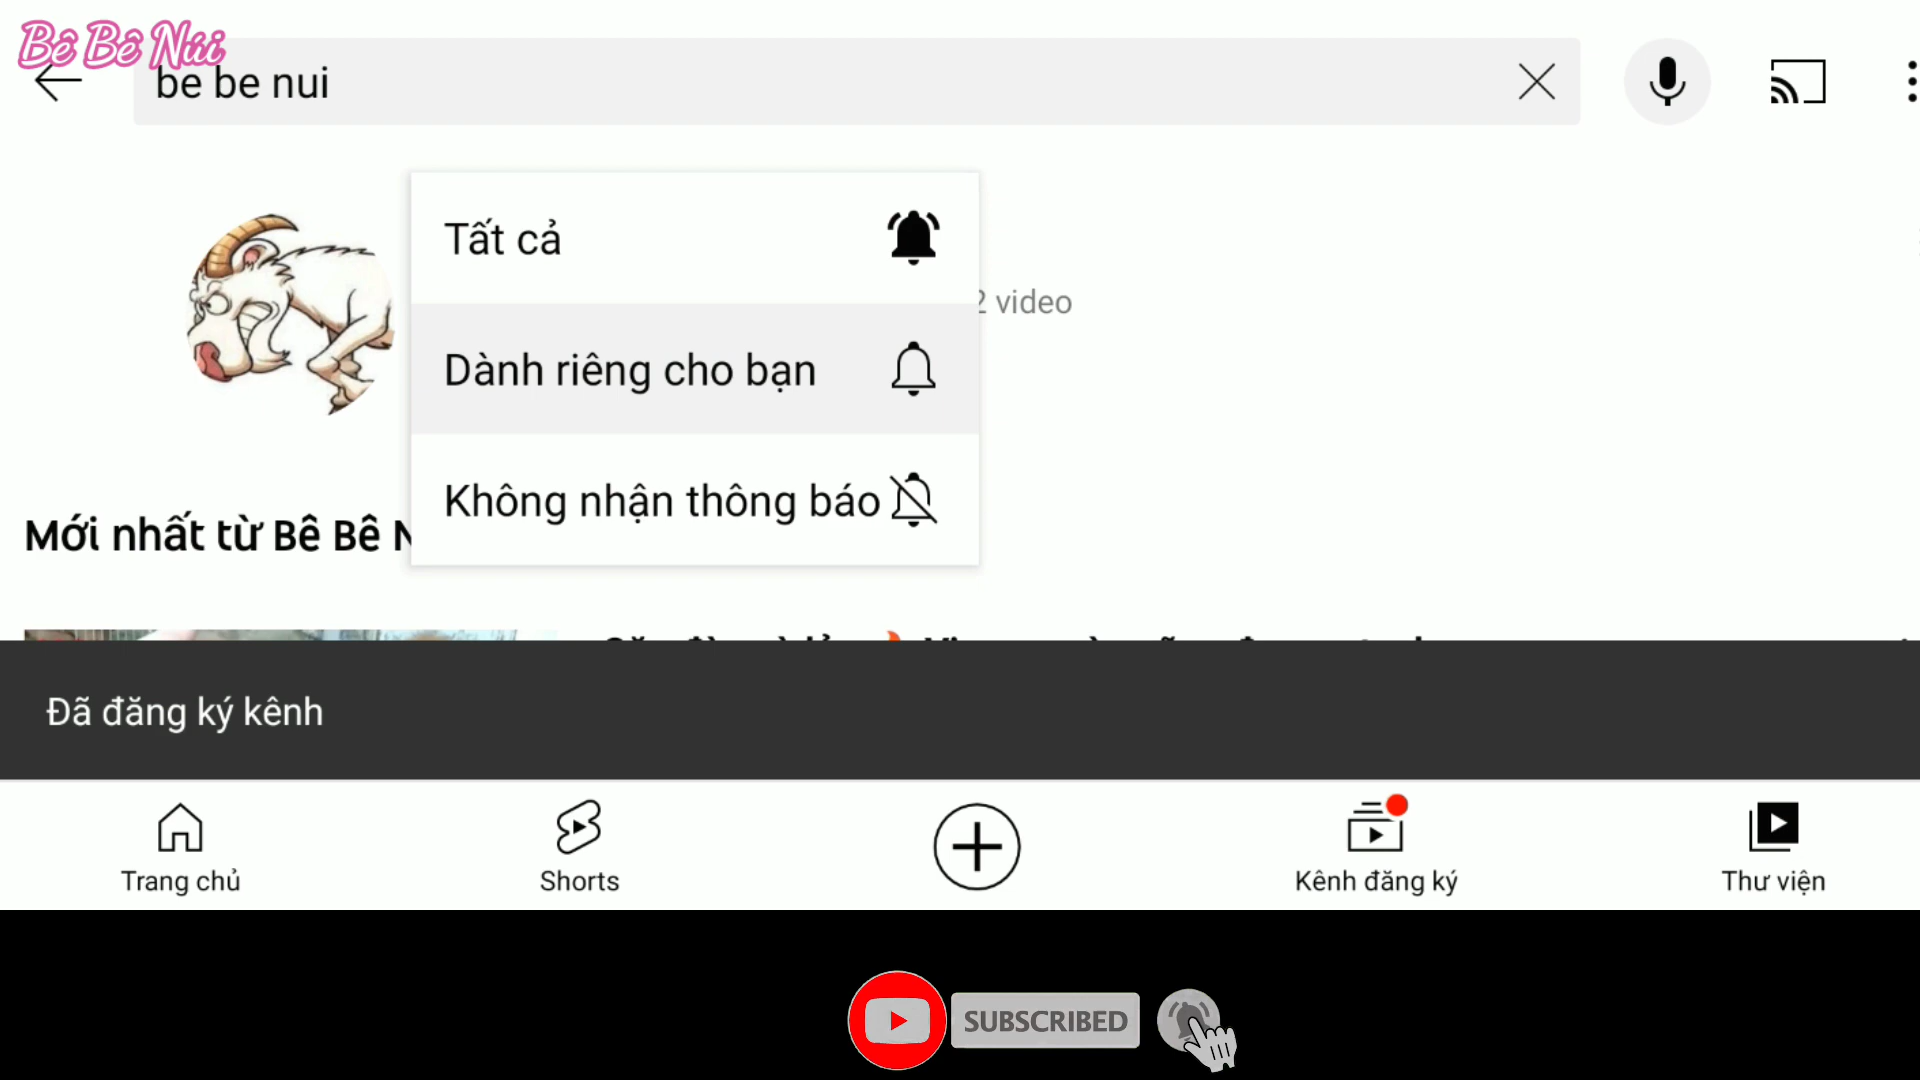 Bê Bê Núi
be be nui
Tất cả
video
Dành riêng cho bạn
Không nhận thông báo
Mới nhất từ Bê Bê
Đã đăng ký kênh
Trang chủ
Shorts
Kênh đăng ký
Thư viện
SUBSCRIBED